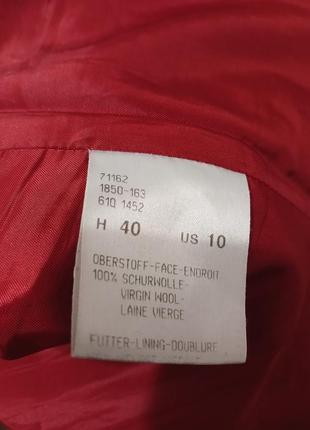 71162
1850-163
61Q 1452
H 40 US 10
OBERSTOFF-FACE-ENDROIT
100% SCHURWOLLE-
VIRGIN WOOL-
LAINE VIERGE
FUTTER-LINING-DOUBLURE